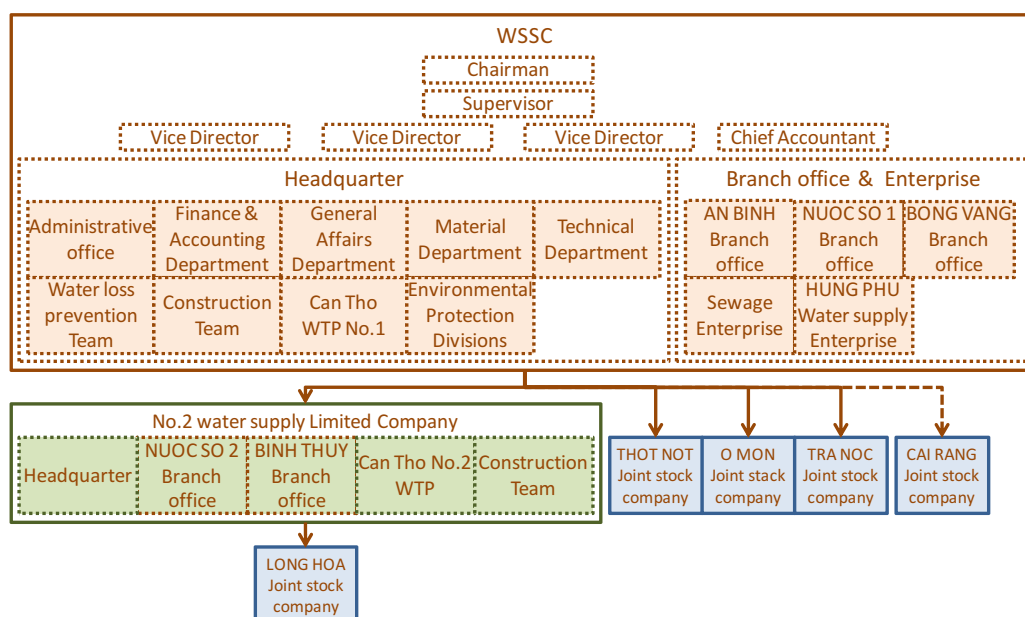 WSSC
Chairman
Supervisor
Vice Director
Vice Director
Vice Director
Chief Accountant
Headquarter
Administrative
office
Finance &
Accounting
Department
General
Affairs
Department
Material
Department
Technical
Department
Water loss
prevention
Team
Construction
Team
Can Tho
WTP No.1
Environmental
Protection
Divisions
Branch office & Enterprise
AN BINH
Branch
office
NUOC SO 1
Branch
office
BONG VANG
Branch
office
Sewage
Enterprise
HUNG PHU
Water supply
Enterprise
No.2 water supply Limited Company
Headquarter
NUOC SO 2
Branch
office
BINH THUY
Branch
office
Can Tho No.2
WTP
Construction
Team
THOT NOT
Joint stock
company
O MON
Joint stack
company
TRA NOC
Joint stock
company
CAI RANG
Joint stock
company
LONG HOA
Joint stock
company